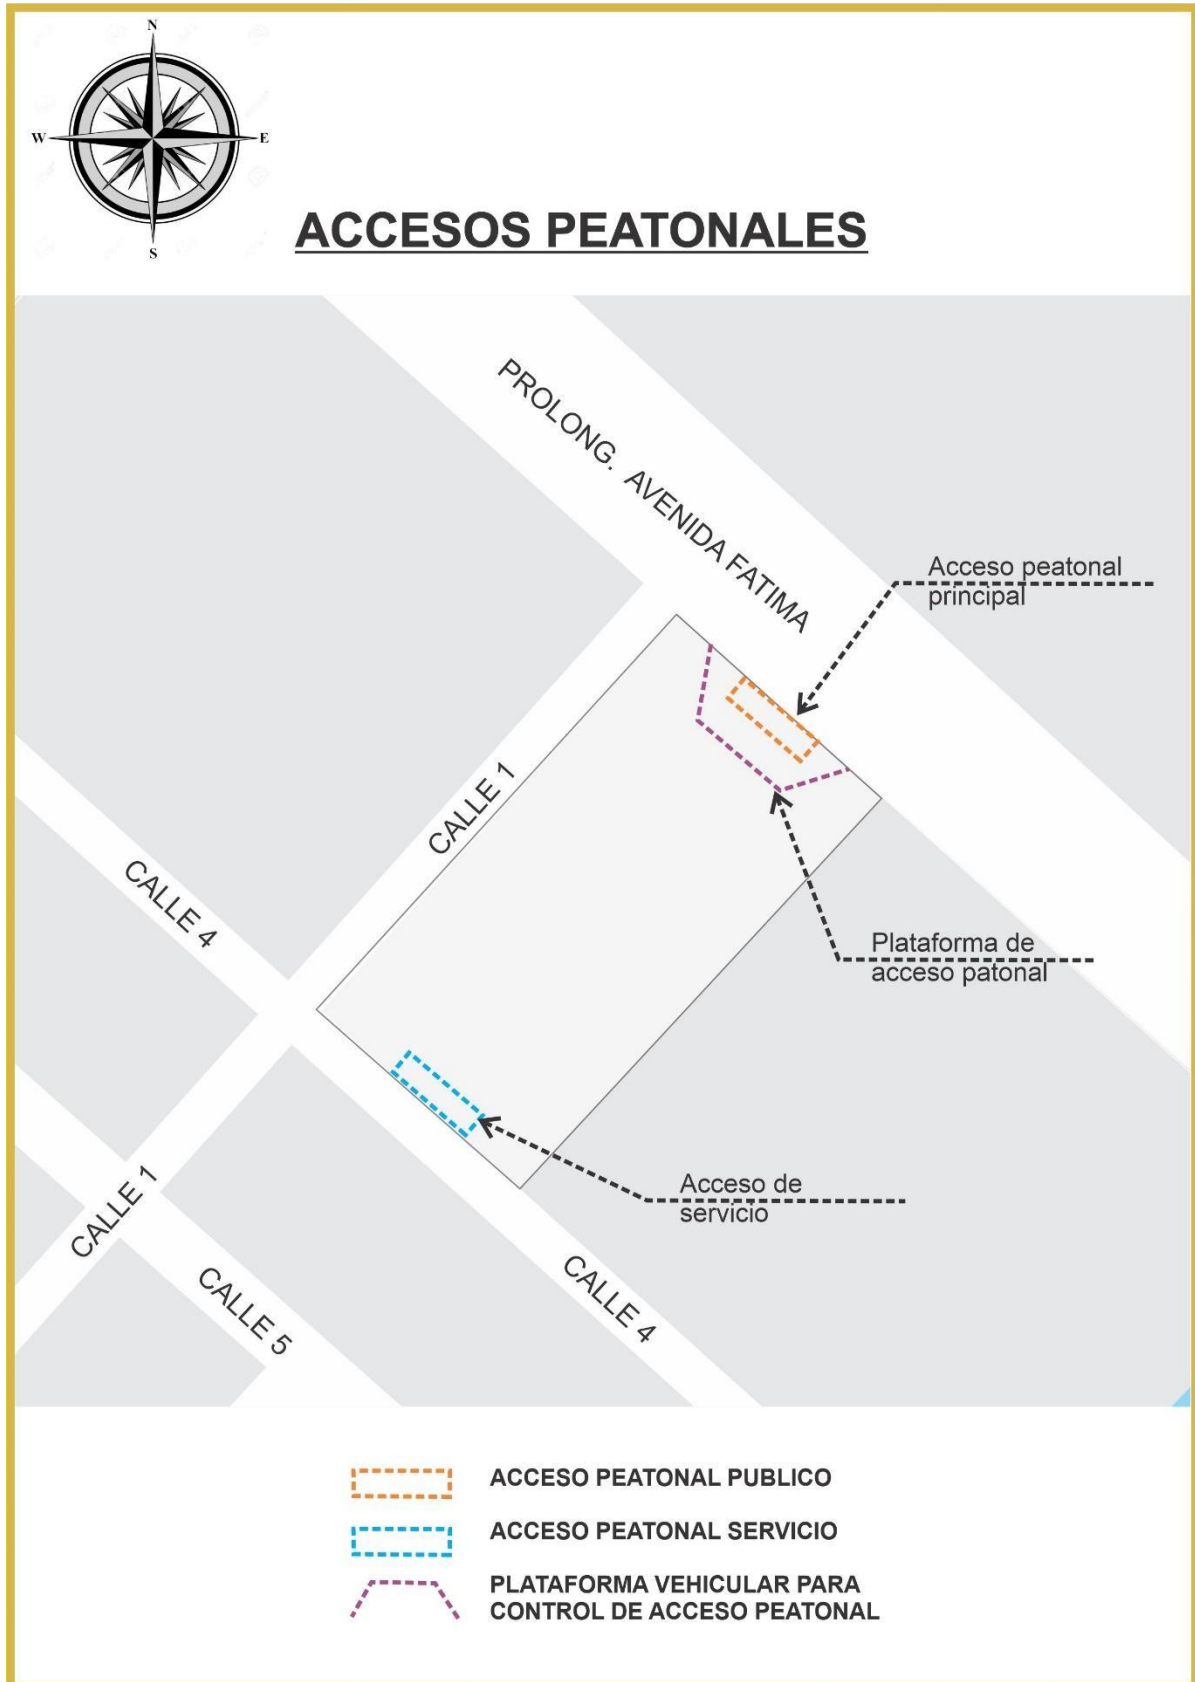 N
W
E
S
ACCESOS PEATONALES
PROLONG. AVENIDA FATIMA
Acceso peatonal
principal
CALLE 1
CALLE 4
Plataforma de
acceso patonal
CALLE 1
Acceso de
servicio
CALLE 5
CALLE 4
ACCESO PEATONAL PUBLICO
ACCESO PEATONAL SERVICIO
PLATAFORMA VEHICULAR PARA
CONTROL DE ACCESO PEATONAL